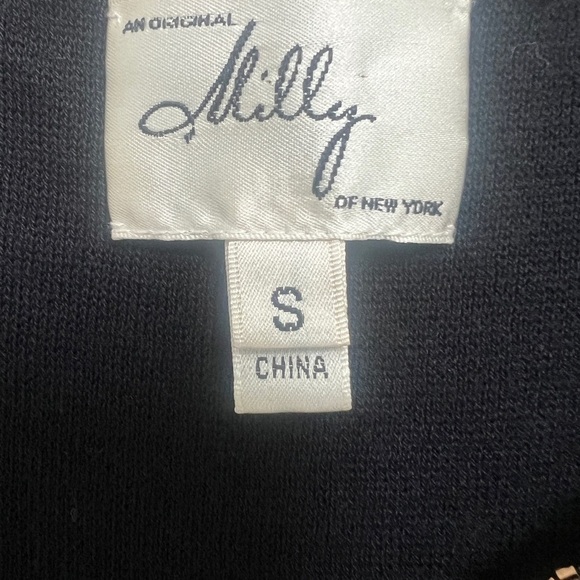 AN ORIGINAL
Milly
OF NEW YORK
S
CHINA